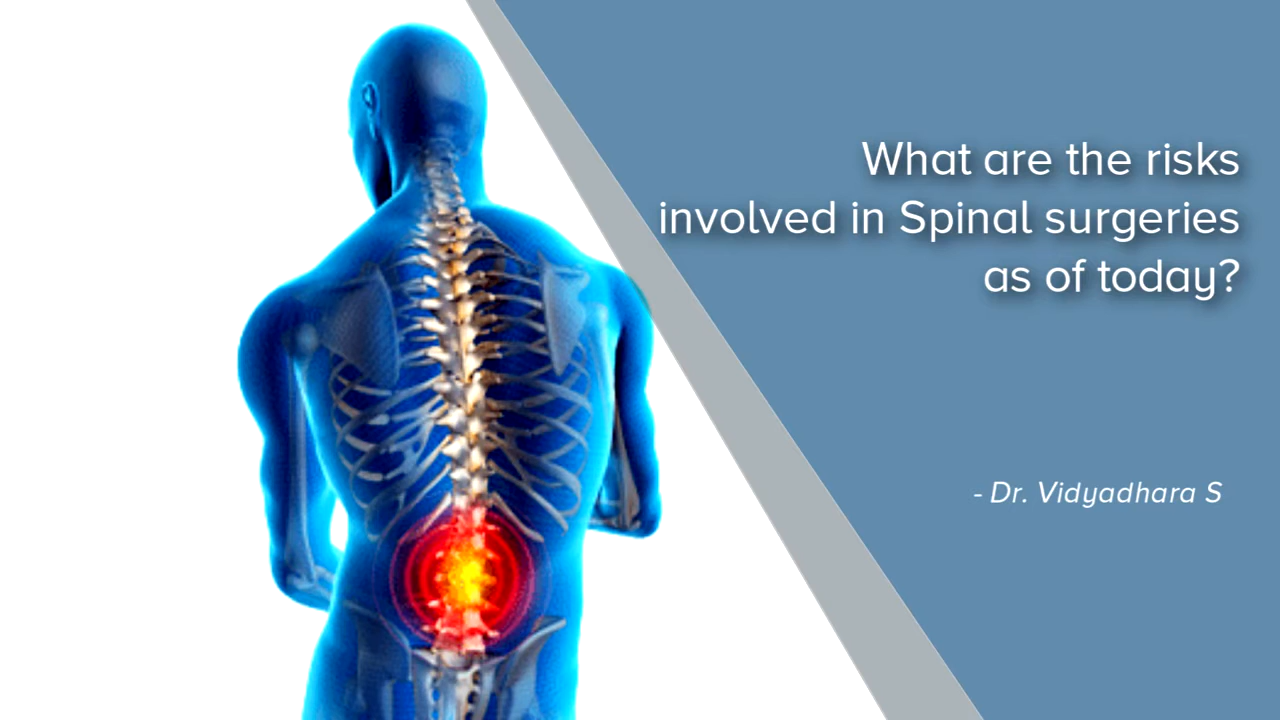 What are the risks
involved in Spinal surgeries
as of today?
- Dr. Vidyadhara S